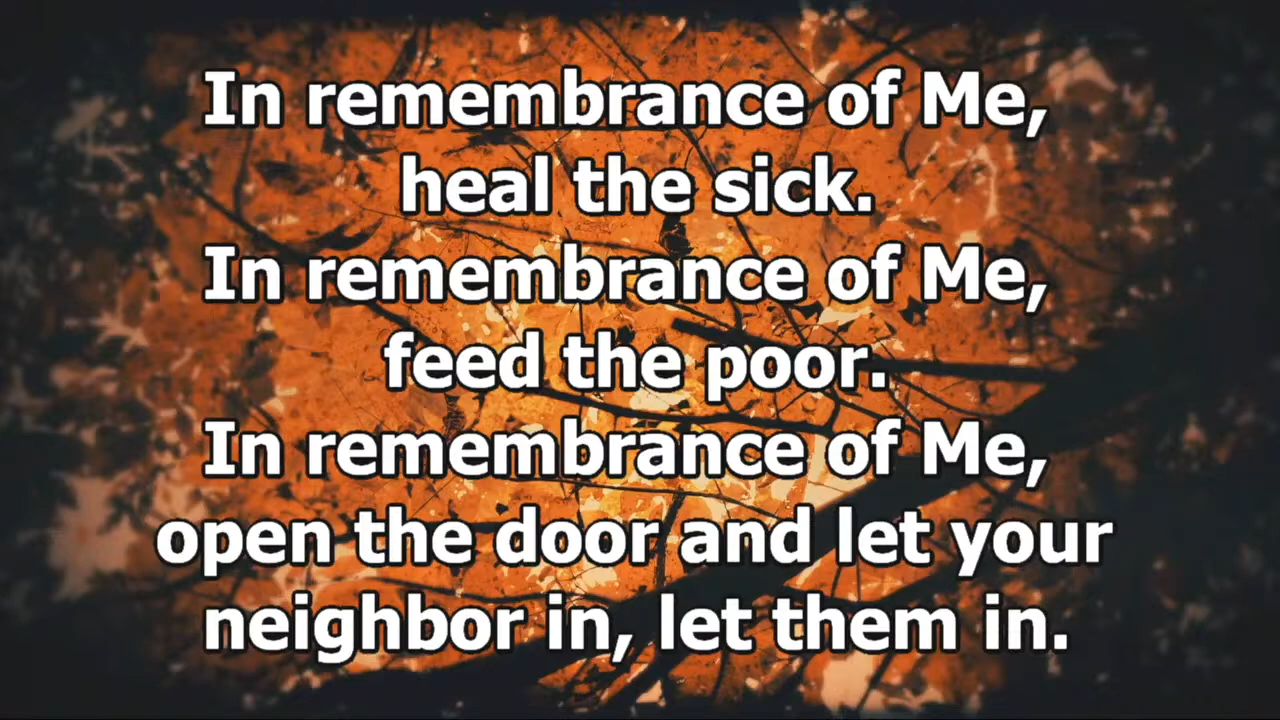 In remembrance of Me,
heal the sick.
In remembrance of Me,
feed the poor.
In remembrance of Me,
open the door and let your
neighbor in, let them in.